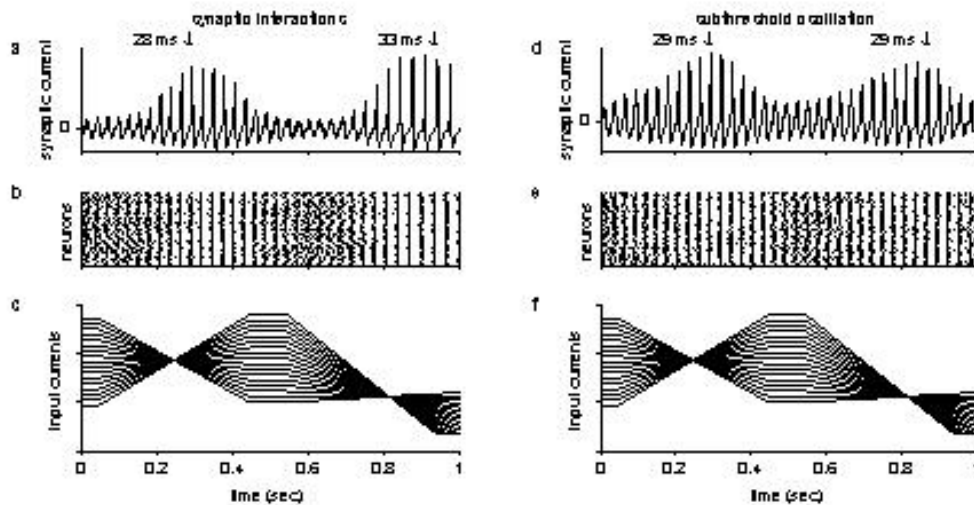 synaptic interactions
a
28 ms
33 ms
synaptic current
0
b
neurons
c
input currents
0 0.2 0.4 0.6 0.8 1
time (sec)
subthreshold oscillation
d
29 ms
29 ms
synaptic current
0
e
neurons
f
input currents
0 0.2 0.4 0.6 0.8 1
time (sec)